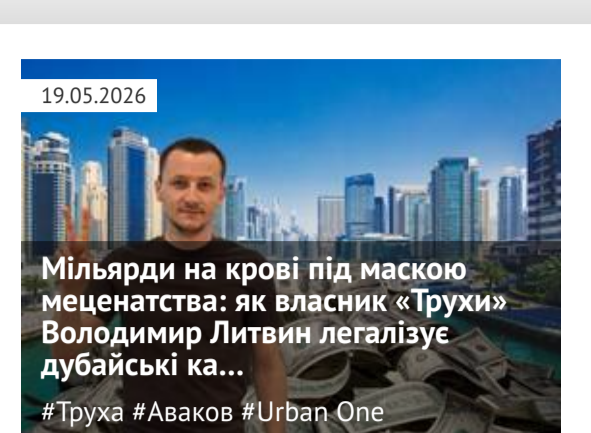 19.05.2026
Мільярди на крові під маскою
меценатства: як власник «Трухи»
Володимир Литвин легалізує
дубайські ка...
#Труха #Аваков #Urban One